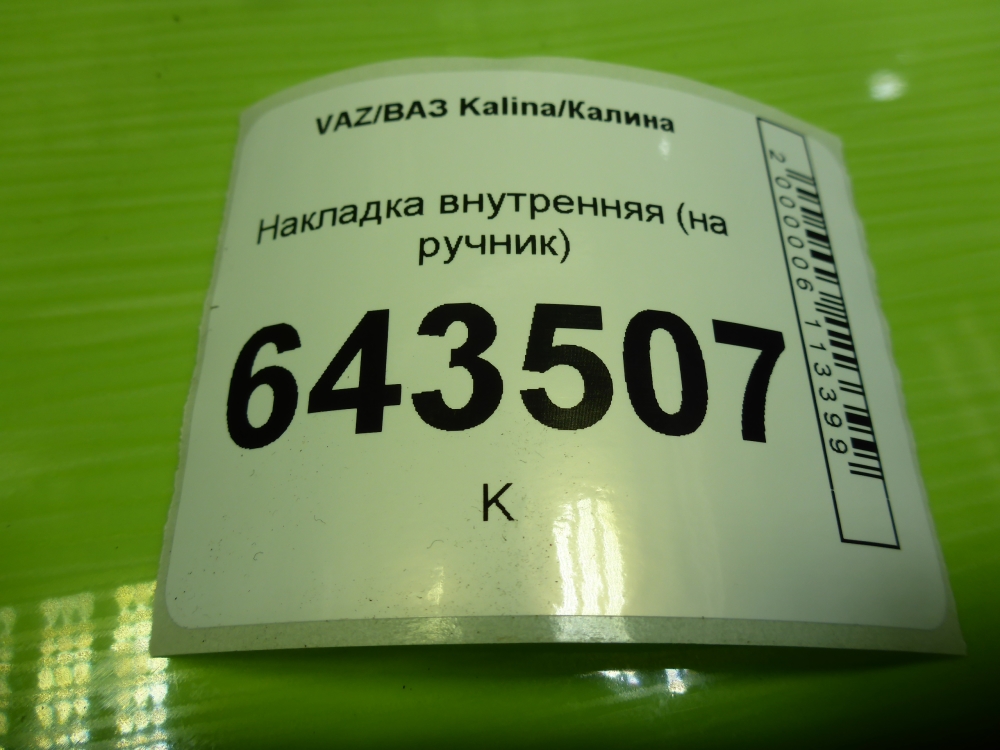 VAZ/ВАЗ Kalina/Калина
Накладка внутренняя (на
ручник)
643507
К
2000006113399